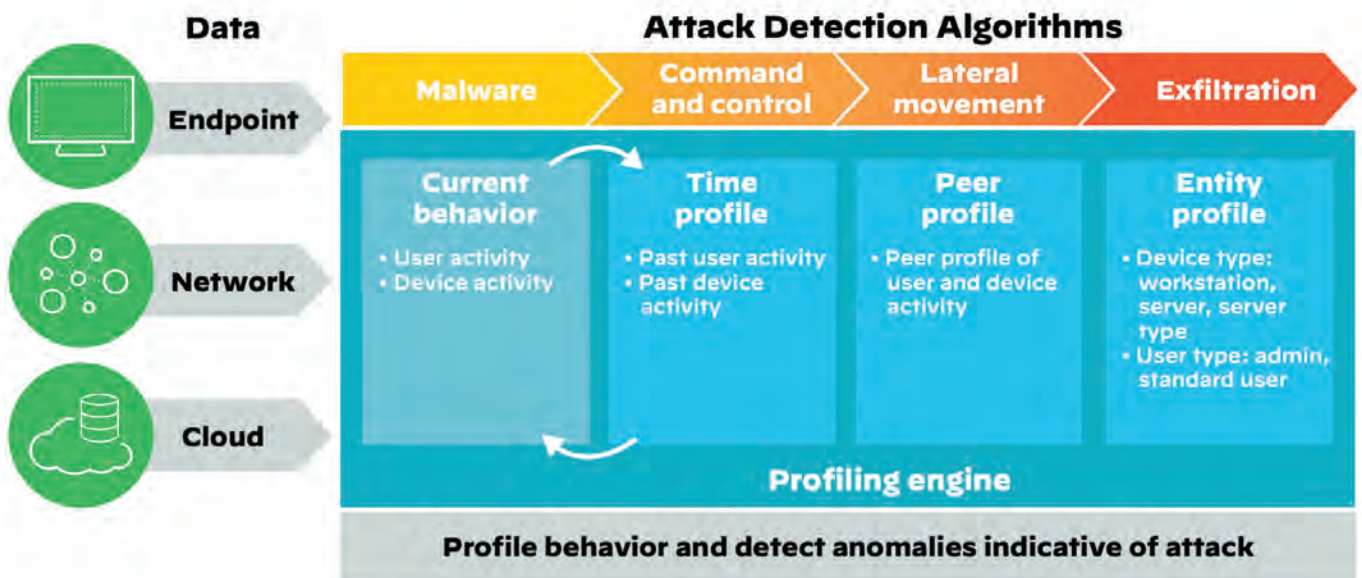 Data
Attack Detection Algorithms
Endpoint
Network
Cloud
Malware
Command
and control
Lateral
movement
Exfiltration
Current
behavior
• User activity
• Device activity
Time
profile
• Past user activity
• Past device
activity
Peer
profile
• Peer profile of
user and device
activity
Entity
profile
• Device type:
workstation,
server, server
type
• User type: admin,
standard user
Profiling engine
Profile behavior and detect anomalies indicative of attack